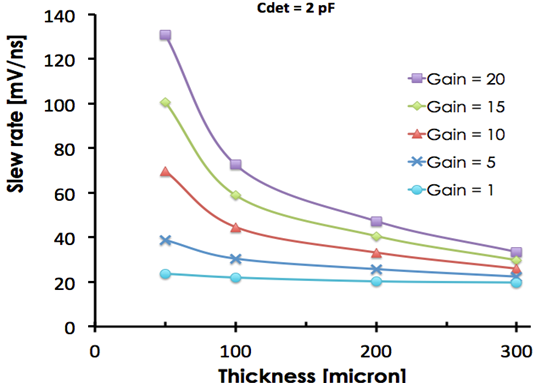 Cdet = 2 pF
140
120
100
80
60
40
20
0
Slew rate [mV/ns]
Gain = 20
Gain = 15
Gain = 10
Gain = 5
Gain = 1
0
100
200
300
Thickness [micron]